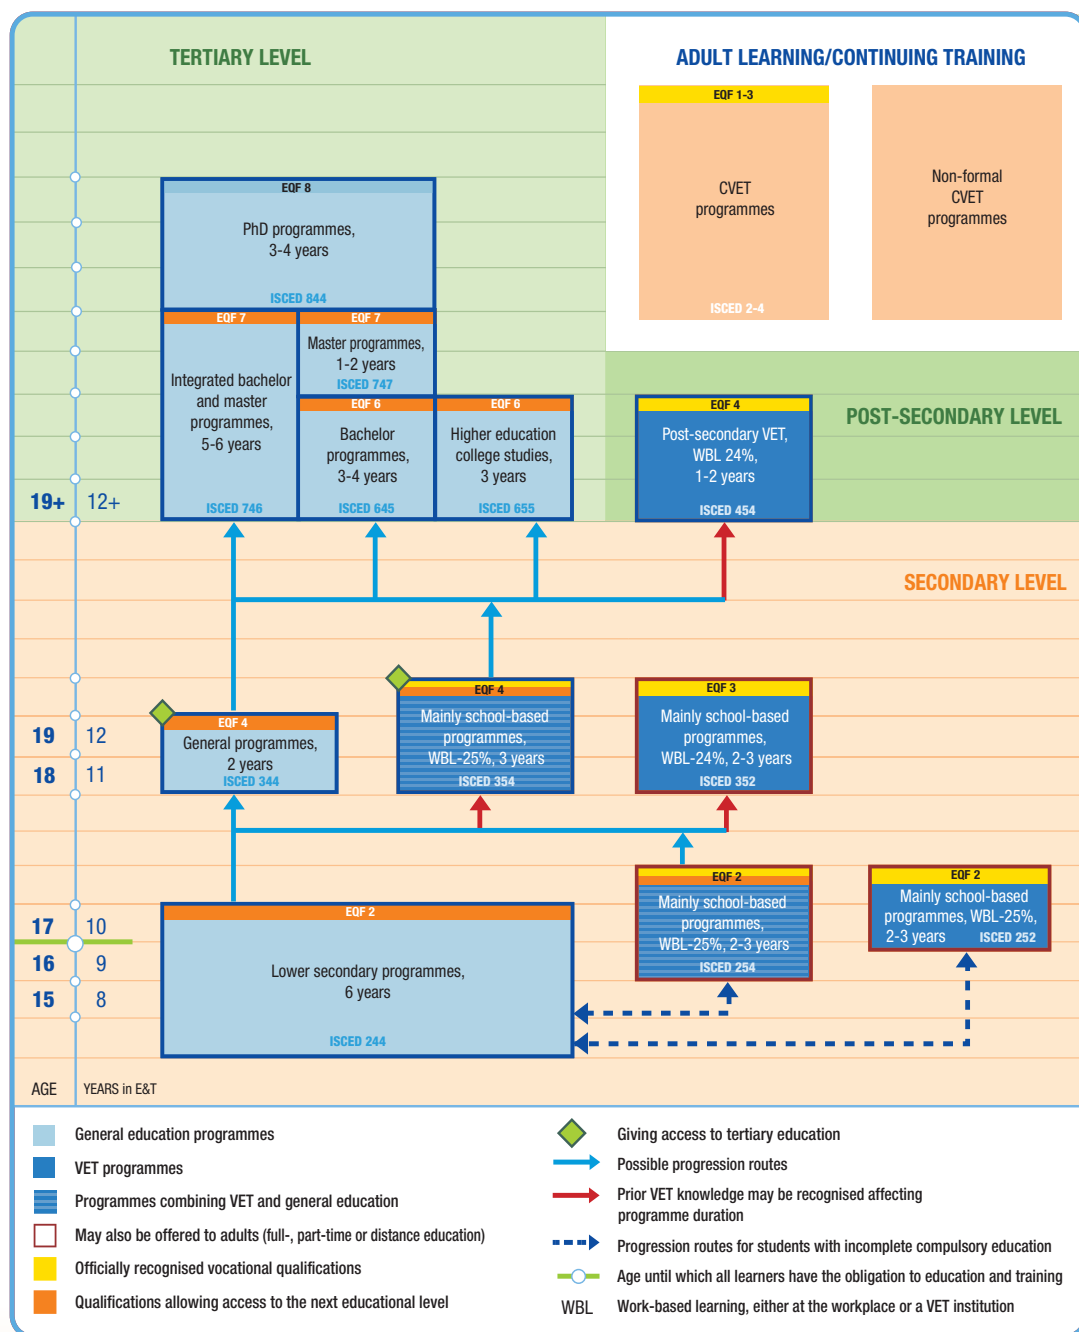 TERTIARY LEVEL
ADULT LEARNING/CONTINUING TRAINING
EQF 1-3
CVET
programmes
ISCED 2-4
Non-formal
CVET
programmes
EQF 8
PhD programmes,
3-4 years
ISCED 844
EQF 7
Integrated bachelor
and master
programmes,
5-6 years
ISCED 746
EQF 7
Master programmes,
1-2 years
ISCED 747
EQF 6
Bachelor
programmes,
3-4 years
ISCED 645
EQF 6
Higher education
college studies,
3 years
ISCED 655
EQF 4
Post-secondary VET,
WBL 24%,
1-2 years
ISCED 454
POST-SECONDARY LEVEL
19+ 12+
SECONDARY LEVEL
EQF 4
General programmes,
2 years
ISCED 344
EQF 4
Mainly school-based
programmes,
WBL-25%, 3 years
ISCED 354
EQF 3
Mainly school-based
programmes,
WBL-24%, 2-3 years
ISCED 352
19 12
18 11
EQF 2
Lower secondary programmes,
6 years
ISCED 244
EQF 2
Mainly school-based
programmes,
WBL-25%, 2-3 years
ISCED 254
EQF 2
Mainly school-based
programmes, WBL-25%,
2-3 years ISCED 252
17 10
16 9
15 8
AGE YEARS in E&T
General education programmes
VET programmes
Programmes combining VET and general education
May also be offered to adults (full-, part-time or distance education)
Officially recognised vocational qualifications
Qualifications allowing access to the next educational level
Giving access to tertiary education
Possible progression routes
Prior VET knowledge may be recognised affecting
programme duration
Progression routes for students with incomplete compulsory education
Age until which all learners have the obligation to education and training
WBL Work-based learning, either at the workplace or a VET institution